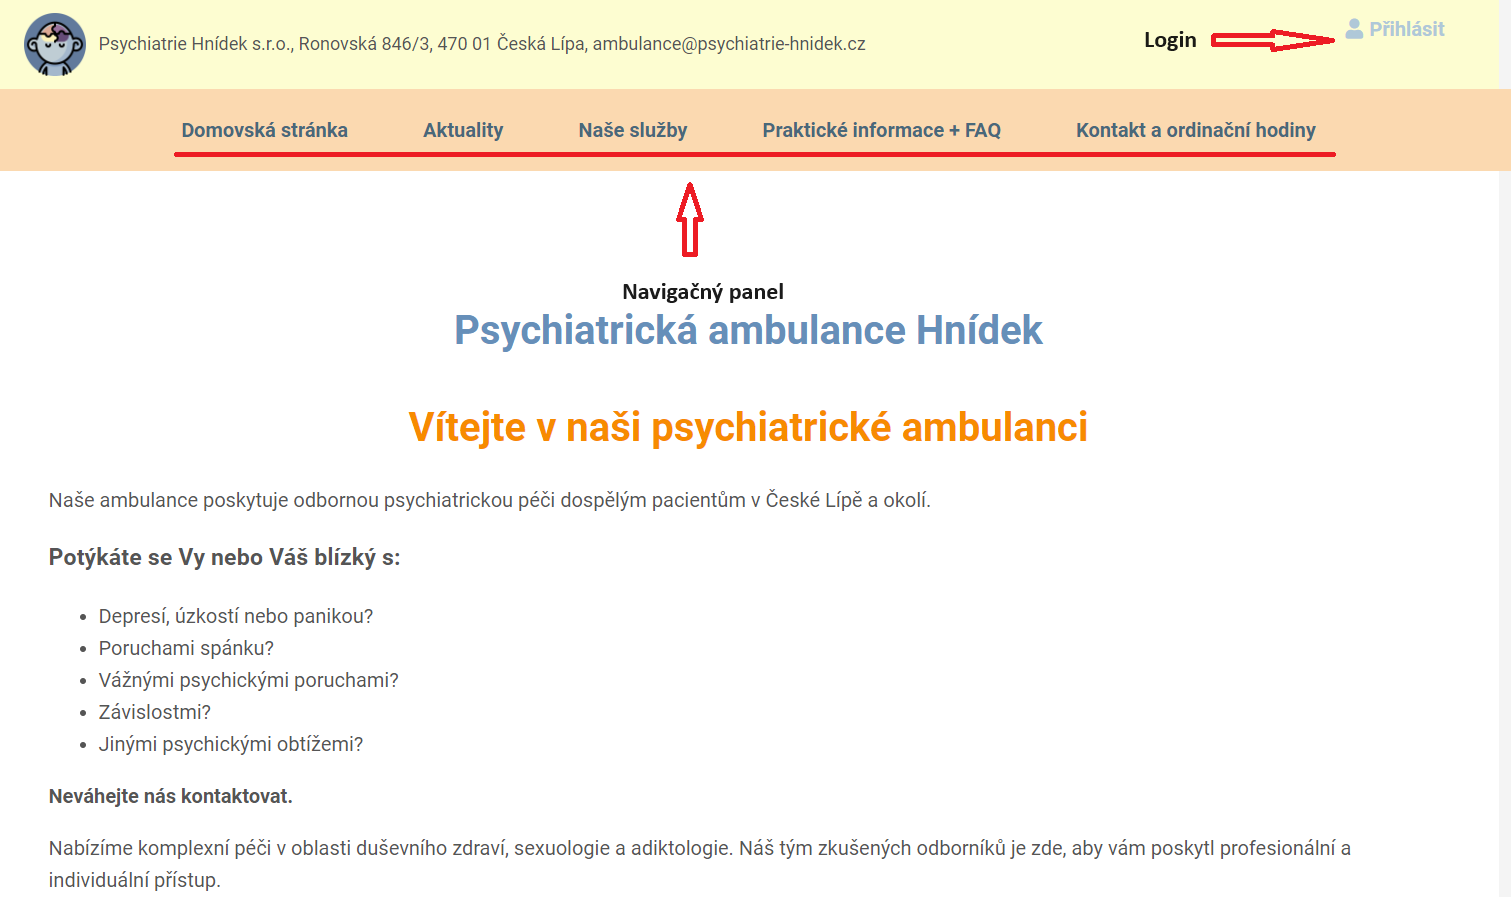 Psychiatrie Hnídek s.r.o., Ronovská 846/3, 470 01 Česká Lípa, ambulance@psychiatrie-hnidek.cz
Login
Přihlásit
Domovská stránka Aktuality Naše služby Praktické informace + FAQ Kontakt a ordinační hodiny
Navigačný panel
Psychiatrická ambulance Hnídek
Vítejte v naši psychiatrické ambulanci
Naše ambulance poskytuje odbornou psychiatrickou péči dospělým pacientům v České Lípě a okolí.
Potýkáte se Vy nebo Váš blízký s:
• Depresí, úzkostí nebo panikou?
• Poruchami spánku?
• Vážnými psychickými poruchami?
• Závislostmi?
• Jinými psychickými obtížemi?
Neváhejte nás kontaktovat.
Nabízíme komplexní péči v oblasti duševního zdraví, sexuologie a adiktologie. Náš tým zkušených odborníků je zde, aby vám poskytl profesionální a
individuální přístup.